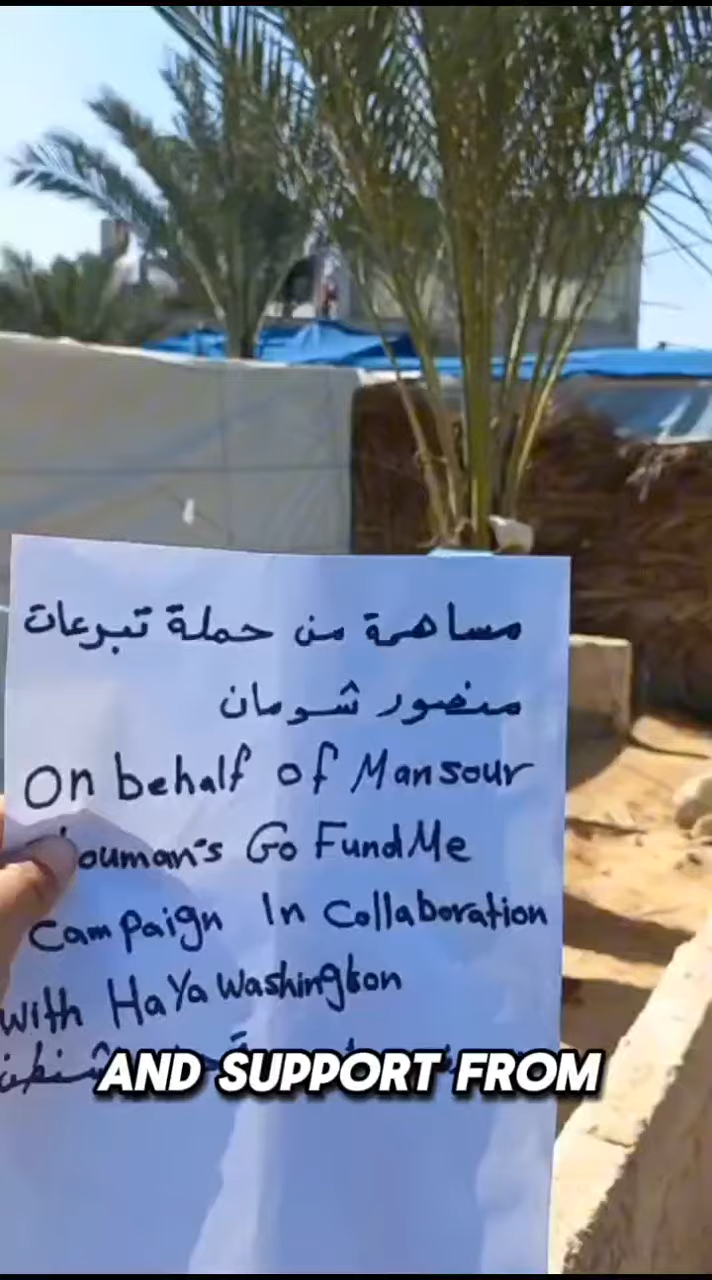 مساهمة من حملة تبرعات
منصور شومان
On behalf of Mansour
ouman's Go FundMe
Campaign In Collaboration
with HaYa Washington
AND SUPPORT FROM